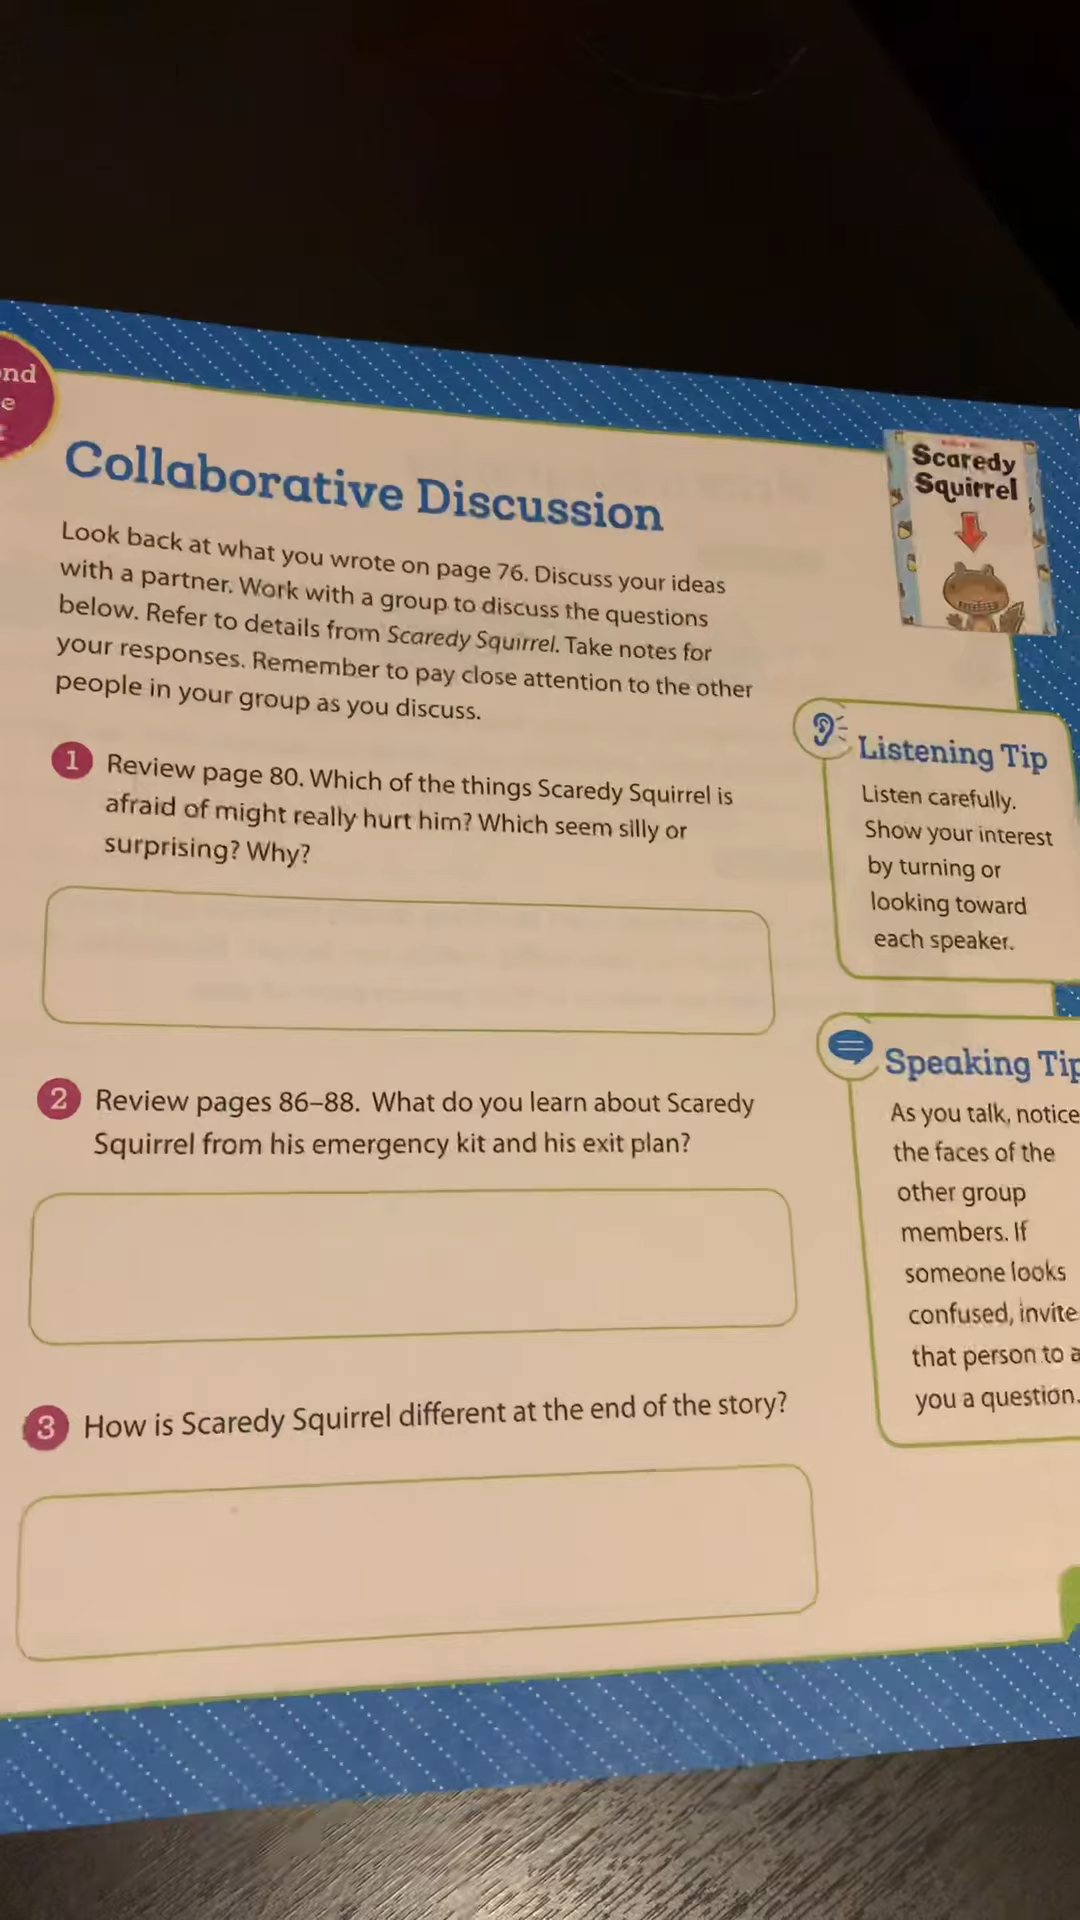 nd
e
Collaborative Discussion
Look back at what you wrote on page 76. Discuss your ideas
with a partner. Work with a group to discuss the questions
below. Refer to details from Scaredy Squirrel. Take notes for
your responses. Remember to pay close attention to the other
people in your group as you discuss.
1 Review page 80. Which of the things Scaredy Squirrel is
afraid of might really hurt him? Which seem silly or
surprising? Why?
2 Review pages 86–88. What do you learn about Scaredy
Squirrel from his emergency kit and his exit plan?
3 How is Scaredy Squirrel different at the end of the story?
Scaredy
Squirrel
Listening Tip
Listen carefully.
Show your interest
by turning or
looking toward
each speaker.
Speaking Tip
As you talk, notice
the faces of the
other group
members. If
someone looks
confused, invite
that person to a
you a question.